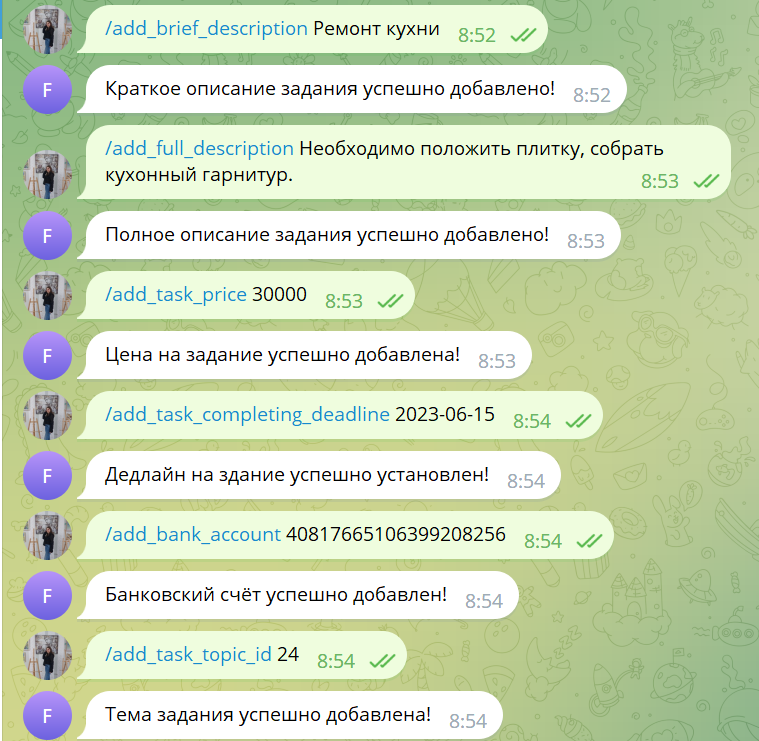 /add_brief_description Ремонт кухни 8:52
F
Краткое описание задания успешно добавлено! 8:52
/add_full_description Необходимо положить плитку, собрать
кухонный гарнитур. 8:53
F
Полное описание задания успешно добавлено! 8:53
/add_task_price 30000 8:53
F
Цена на задание успешно добавлена! 8:53
/add_task_completing_deadline 2023-06-15 8:54
F
Дедлайн на здание успешно установлен! 8:54
/add_bank_account 40817665106399208256 8:54
F
Банковский счёт успешно добавлен! 8:54
/add_task_topic_id 24 8:54
F
Тема задания успешно добавлена! 8:54